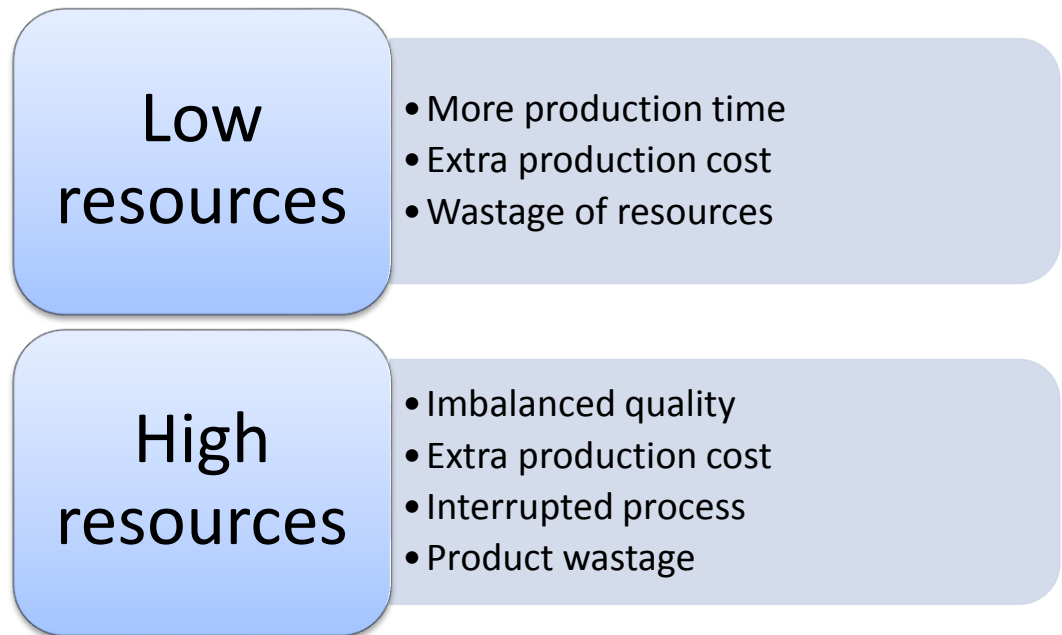 Low
resources
• More production time
• Extra production cost
• Wastage of resources
High
resources
• Imbalanced quality
• Extra production cost
• Interrupted process
• Product wastage